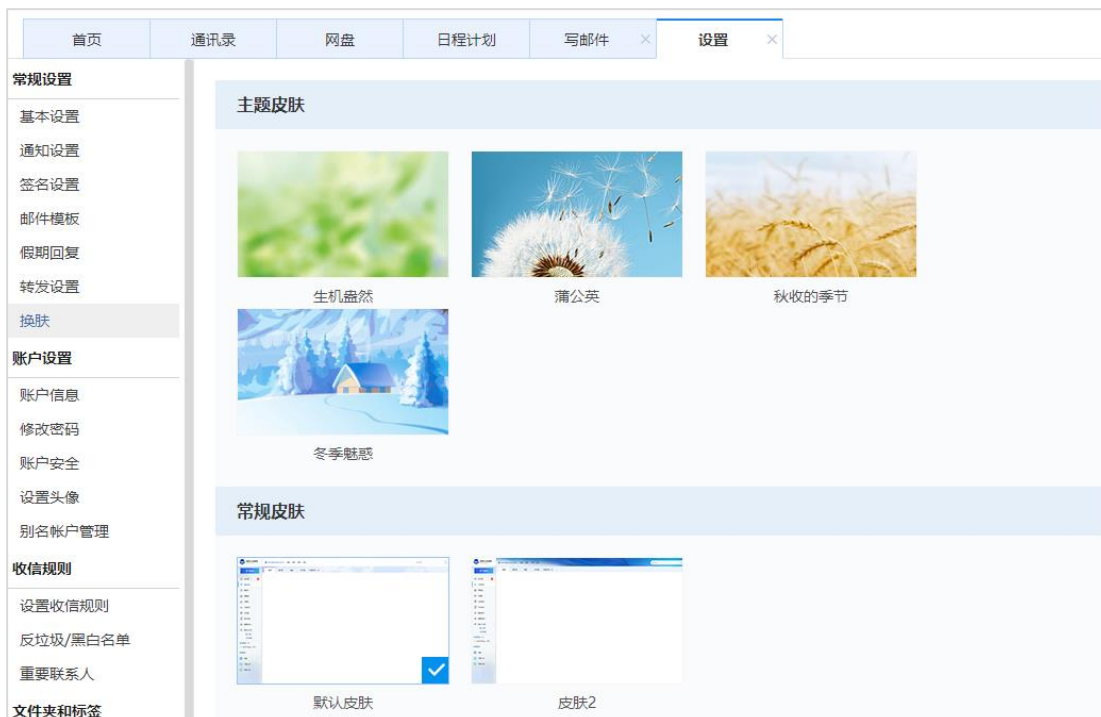 首页 通讯录 网盘 日程计划 写邮件 × 设置 ×
常规设置
基本设置
通知设置
签名设置
邮件模板
假期回复
转发设置
换肤
账户设置
账户信息
修改密码
账户安全
设置头像
别名帐户管理
收信规则
设置收信规则
反垃圾/黑白名单
重要联系人
文件夹和标签
主题皮肤
生机盎然 蒲公英 秋收的季节
冬季魅惑
常规皮肤
默认皮肤 皮肤2